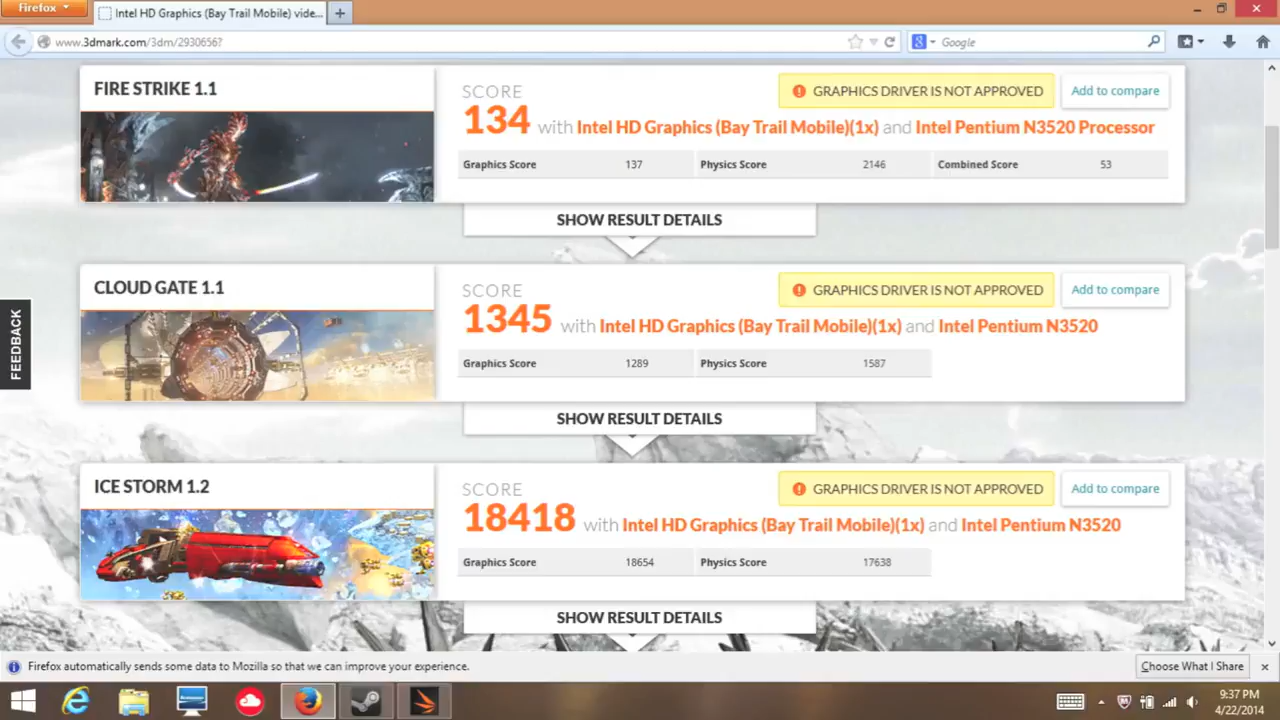 Firefox
Intel HD Graphics (Bay Trail Mobile) vide...
www.3dmark.com/3dm/2930656?
Google
FIRE STRIKE 1.1
SCORE
GRAPHICS DRIVER IS NOT APPROVED
Add to compare
134 with Intel HD Graphics (Bay Trail Mobile)(1x) and Intel Pentium N3520 Processor
Graphics Score 137 Physics Score 2146 Combined Score 53
SHOW RESULT DETAILS
CLOUD GATE 1.1
SCORE
GRAPHICS DRIVER IS NOT APPROVED
Add to compare
1345 with Intel HD Graphics (Bay Trail Mobile)(1x) and Intel Pentium N3520
Graphics Score 1289 Physics Score 1587
SHOW RESULT DETAILS
FEEDBACK
ICE STORM 1.2
SCORE
GRAPHICS DRIVER IS NOT APPROVED
Add to compare
18418 with Intel HD Graphics (Bay Trail Mobile)(1x) and Intel Pentium N3520
Graphics Score 18654 Physics Score 17638
SHOW RESULT DETAILS
Firefox automatically sends some data to Mozilla so that we can improve your experience.
Choose What I Share
9:37 PM
4/22/2014